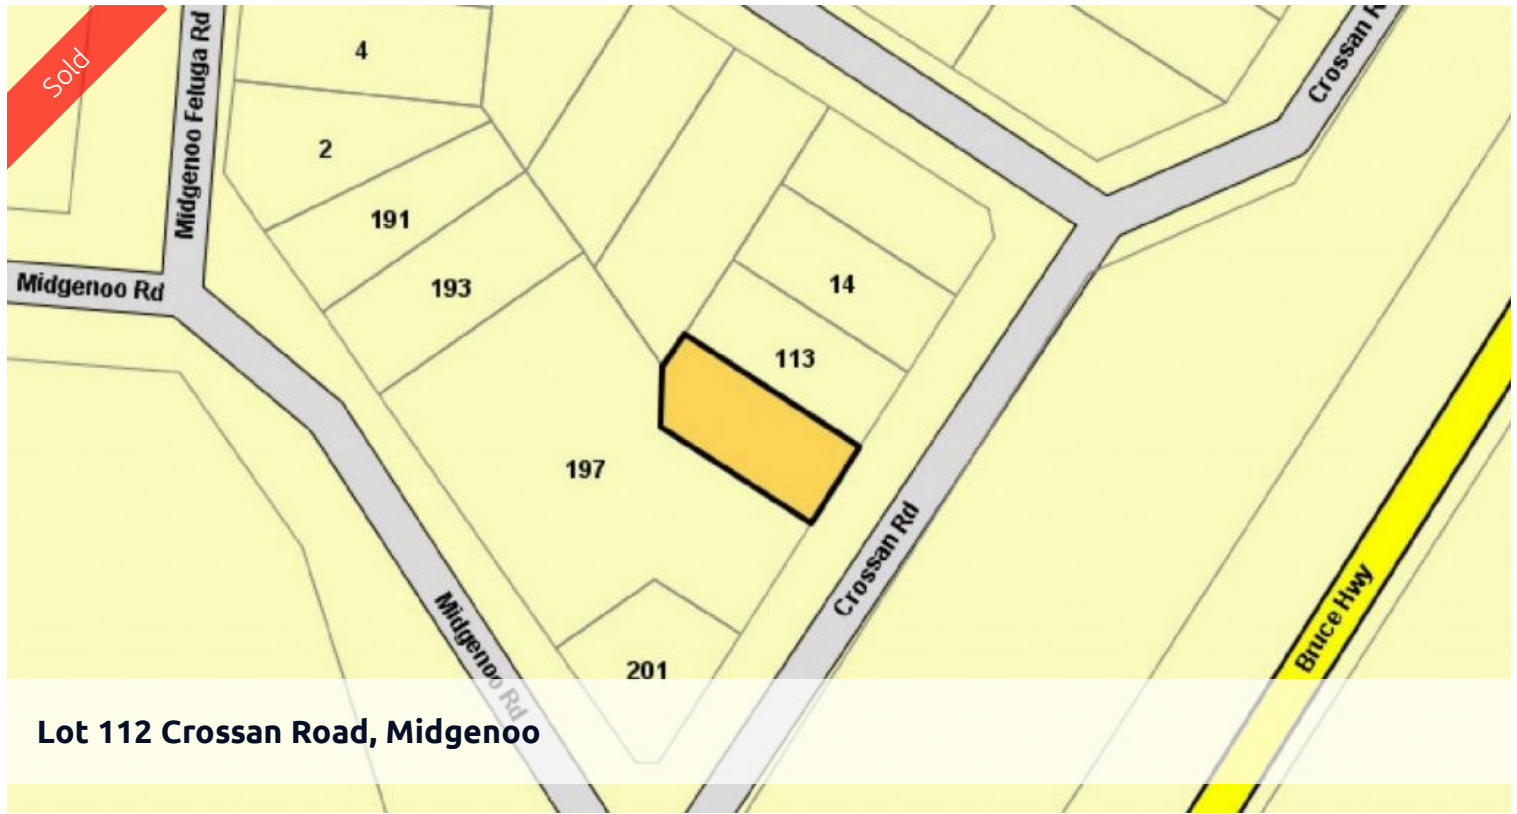 Sold
Midgenoo Feluga Rd
4
Crossan R
2
191
Midgenoo Rd
193
14
113
197
Crossan Rd
Bruce Hwy
Midgenoo Rd
201
Lot 112 Crossan Road, Midgenoo